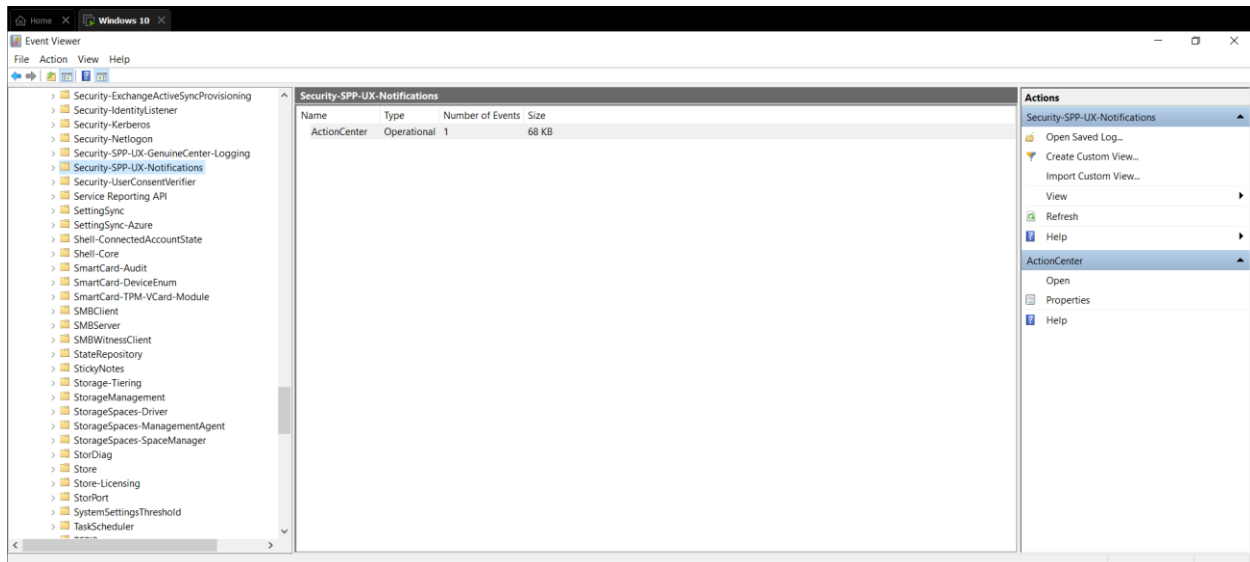 Home
Windows 10
Event Viewer
File Action View Help
Security-ExchangeActiveSyncProvisioning
Security-IdentityListener
Security-Kerberos
Security-Netlogon
Security-SPP-UX-GenuineCenter-Logging
Security-SPP-UX-Notifications
Security-UserConsentVerifier
Service Reporting API
SettingSync
SettingSync-Azure
Shell-ConnectedAccountState
Shell-Core
SmartCard-Audit
SmartCard-DeviceEnum
SmartCard-TPM-VCard-Module
SMBClient
SMBServer
SMBWitnessClient
StateRepository
StickyNotes
Storage-Tiering
StorageManagement
StorageSpaces-Driver
StorageSpaces-ManagementAgent
StorageSpaces-SpaceManager
StorDiag
Store
Store-Licensing
StorPort
SystemSettingsThreshold
TaskScheduler
Security-SPP-UX-Notifications
Name Type Number of Events Size
ActionCenter Operational 1 68 KB
Actions
Security-SPP-UX-Notifications
Open Saved Log...
Create Custom View...
Import Custom View...
View
Refresh
Help
ActionCenter
Open
Properties
Help